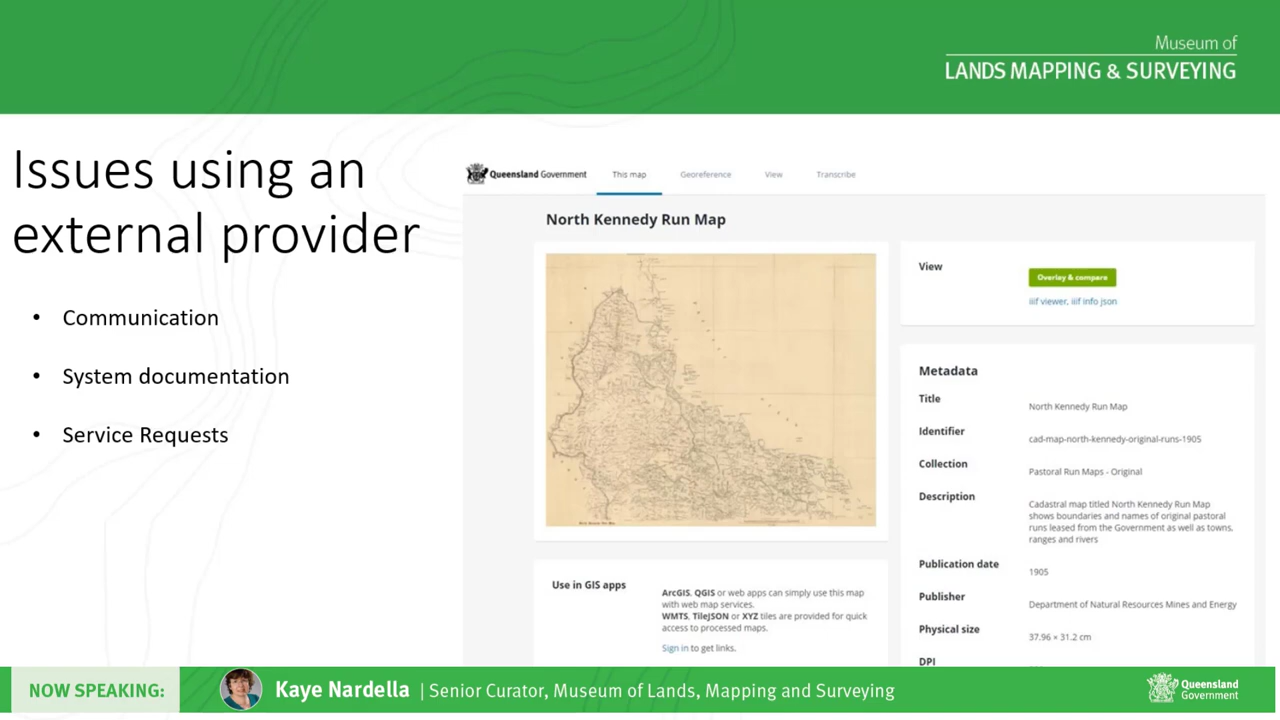 Museum of
LANDS MAPPING & SURVEYING
Issues using an
external provider
• Communication
• System documentation
• Service Requests
Queensland Government
This map
Georeference
View
Transcribe
North Kennedy Run Map
View
Overlay & compare
iiif viewer, iiif info json
Metadata
Title
North Kennedy Run Map
Identifier
cad-map-north-kennedy-original-runs-1905
Collection
Pastoral Run Maps - Original
Description
Cadastral map titled North Kennedy Run Map
shows boundaries and names of original pastoral
runs leased from the Government as well as towns,
ranges and rivers
Publication date
1905
Publisher
Department of Natural Resources Mines and Energy
Physical size
37.96 × 31.2 cm
DPI
Use in GIS apps
ArcGIS, QGIS or web apps can simply use this map
with web map services.
WMTS, TileJSON or XYZ tiles are provided for quick
access to processed maps.
Sign in to get links.
NOW SPEAKING:
Kaye Nardella | Senior Curator, Museum of Lands, Mapping and Surveying
Queensland
Government